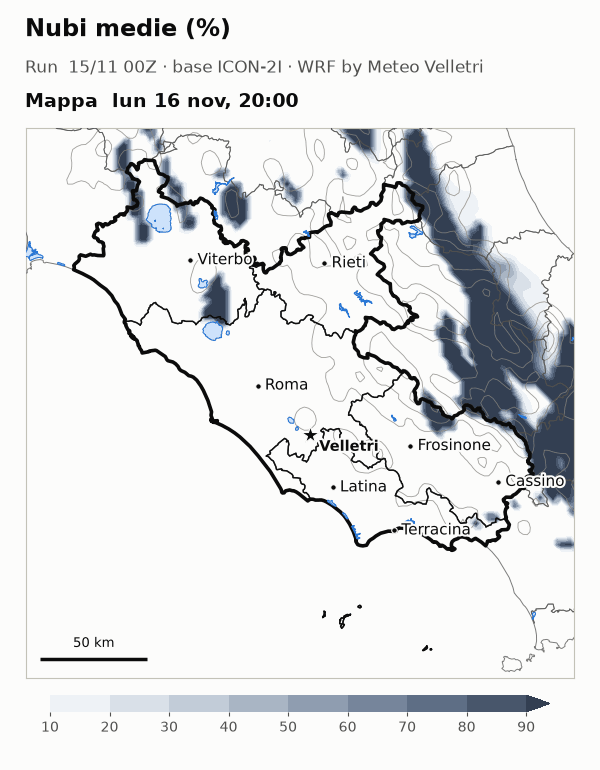 Nubi medie (%)
Run  15/11 00Z · base ICON-2I · WRF by Meteo Velletri
Mappa  lun 16 nov, 20:00
Viterbo
Rieti
Roma
Velletri
Frosinone
Cassino
Latina
Terracina
50 km
10 20 30 40 50 60 70 80 90